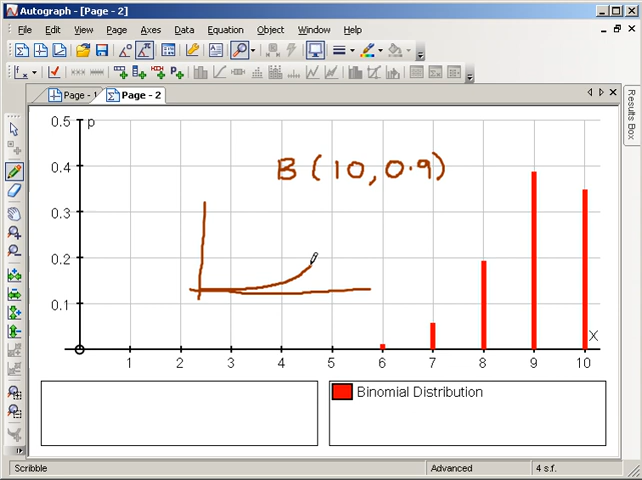 Autograph - [Page - 2]
File Edit View Page Axes Data Equation Object Window Help
Page - 1 Page - 2
Results Box
0.5 p
B (10, 0.9)
0.4
0.3
0.2
0.1
x
1 2 3 4 5 6 7 8 9 10
Binomial Distribution
Scribble Advanced 4 s.f.